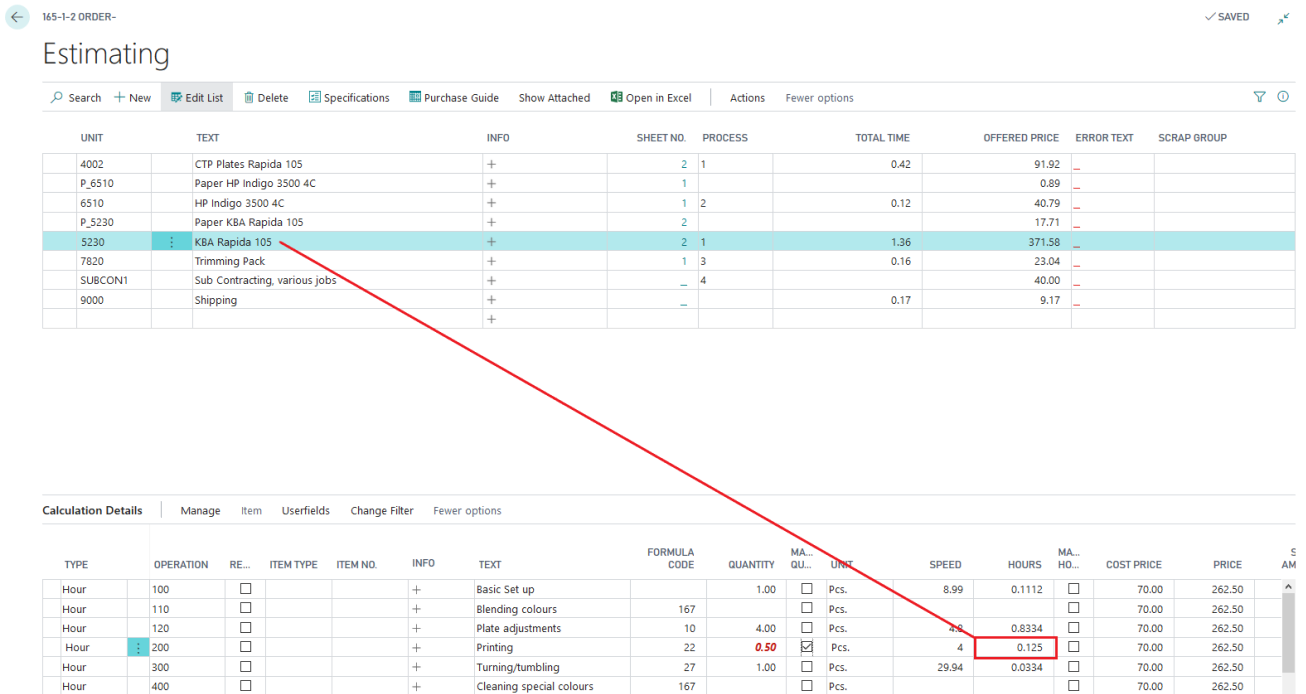 165-1-2 ORDER-
SAVED
Estimating
Search New Edit List Delete Specifications Purchase Guide Show Attached Open in Excel Actions Fewer options
UNIT TEXT INFO SHEET NO. PROCESS TOTAL TIME OFFERED PRICE ERROR TEXT SCRAP GROUP
4002 CTP Plates Rapida 105 + 2 1 0.42 91.92 _
P_6510 Paper HP Indigo 3500 4C + 1 0.89 _
6510 HP Indigo 3500 4C + 1 2 0.12 40.79 _
P_5230 Paper KBA Rapida 105 + 2 17.71 _
5230 KBA Rapida 105 + 2 1 1.36 371.58 _
7820 Trimming Pack + 1 3 0.16 23.04 _
SUBCON1 Sub Contracting, various jobs + _ 4 40.00 _
9000 Shipping + _ 0.17 9.17 _
+
Calculation Details Manage Item Userfields Change Filter Fewer options
TYPE OPERATION RE... ITEM TYPE ITEM NO. INFO TEXT FORMULA CODE QUANTITY MA... QU... UNIT SPEED HOURS MA... HO... COST PRICE PRICE S AM
Hour 100 + Basic Set up 1.00 Pcs. 8.99 0.1112 70.00 262.50
Hour 110 + Blending colours 167 Pcs. 70.00 262.50
Hour 120 + Plate adjustments 10 4.00 Pcs. 4.8 0.8334 70.00 262.50
Hour 200 + Printing 22 0.50 Pcs. 4 0.125 70.00 262.50
Hour 300 + Turning/tumbling 27 1.00 Pcs. 29.94 0.0334 70.00 262.50
Hour 400 + Cleaning special colours 167 Pcs. 70.00 262.50